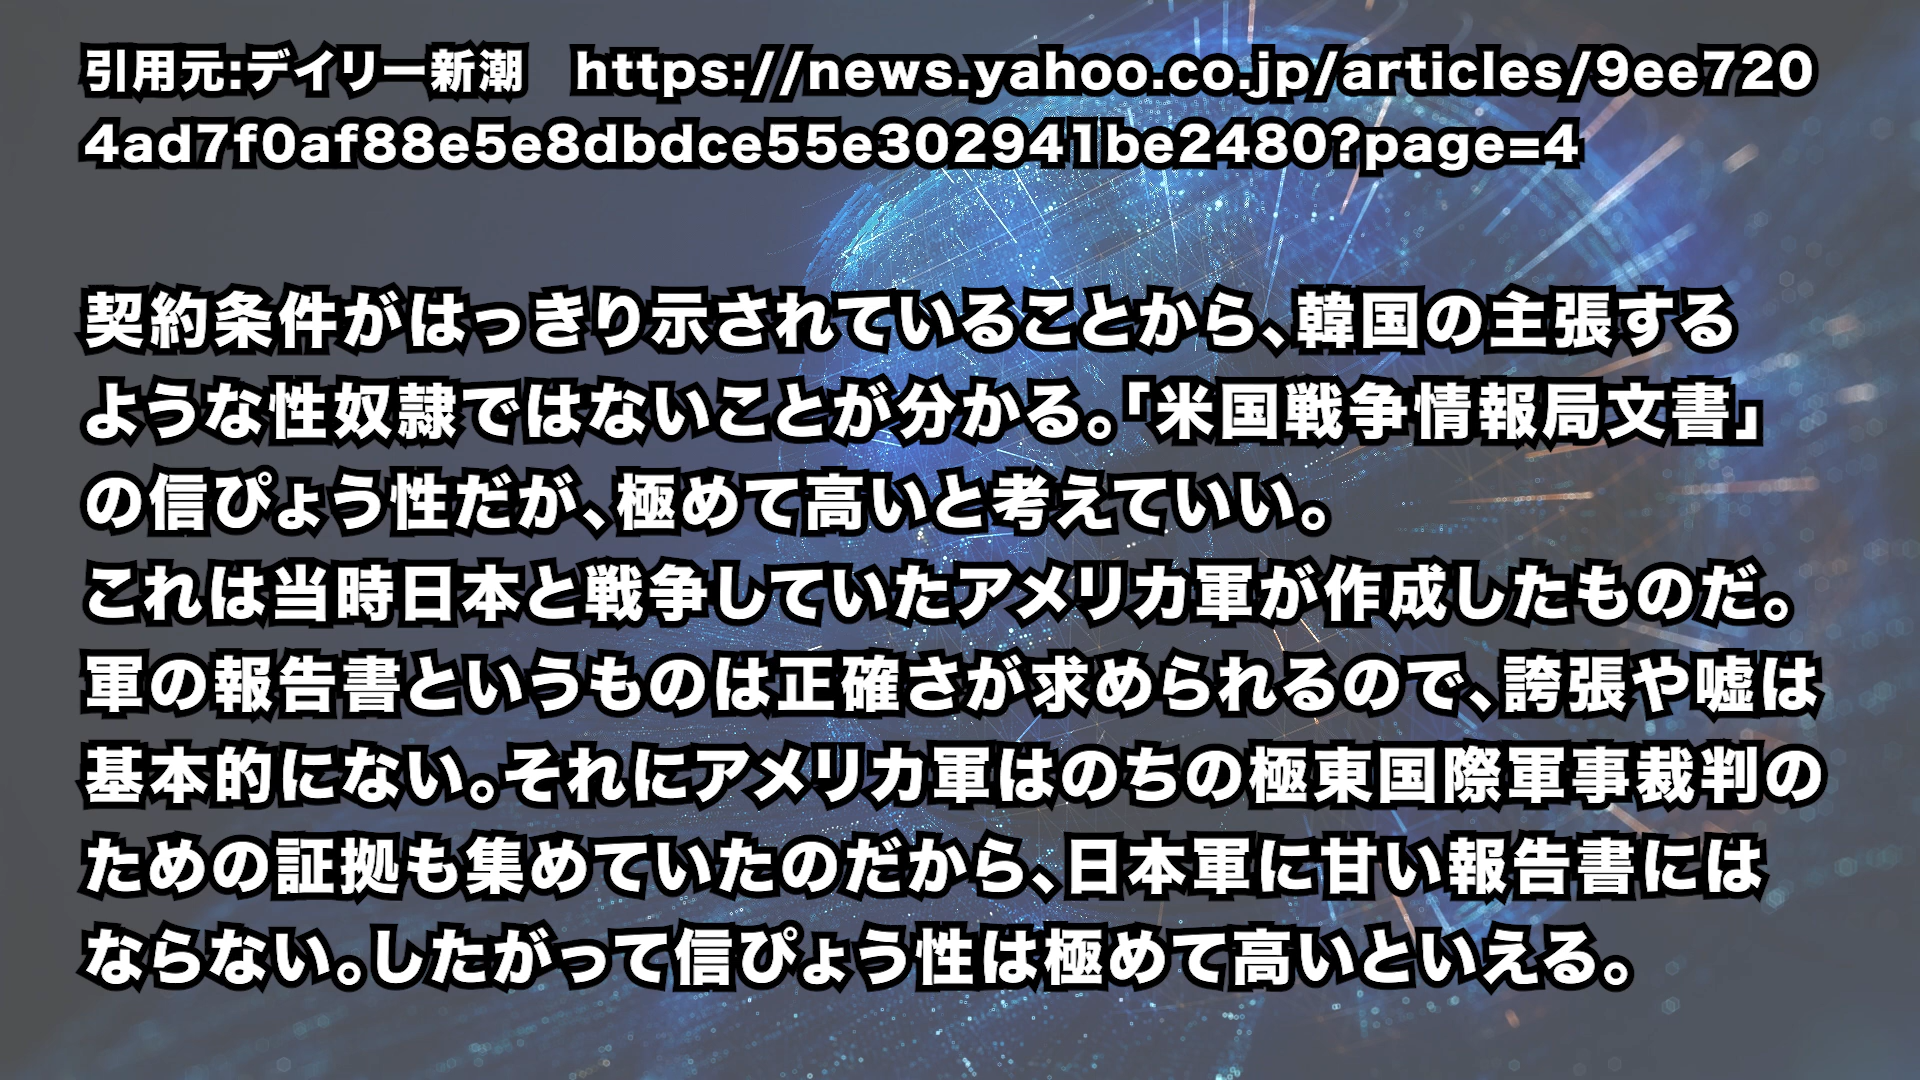 引用元:デイリー新潮　https://news.yahoo.co.jp/articles/9ee720
4ad7f0af88e5e8dbdce55e302941be2480?page=4
契約条件がはっきり示されていることから、韓国の主張する
ような性奴隷ではないことが分かる。「米国戦争情報局文書」
の信ぴょう性だが、極めて高いと考えていい。
これは当時日本と戦争していたアメリカ軍が作成したものだ。
軍の報告書というものは正確さが求められるので、誇張や嘘は
基本的にない。それにアメリカ軍はのちの極東国際軍事裁判の
ための証拠も集めていたのだから、日本軍に甘い報告書には
ならない。したがって信ぴょう性は極めて高いといえる。